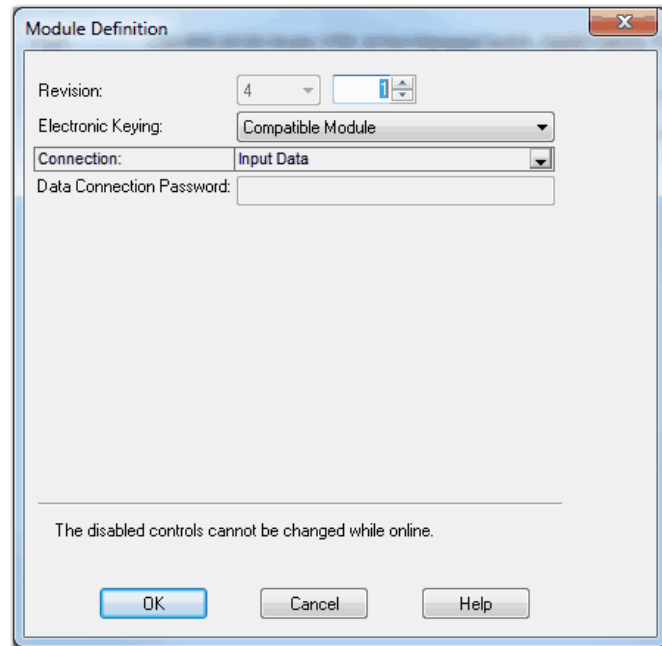 Module Definition
Revision: 4 1
Electronic Keying: Compatible Module
Connection: Input Data
Data Connection Password:
The disabled controls cannot be changed while online.
OK Cancel Help